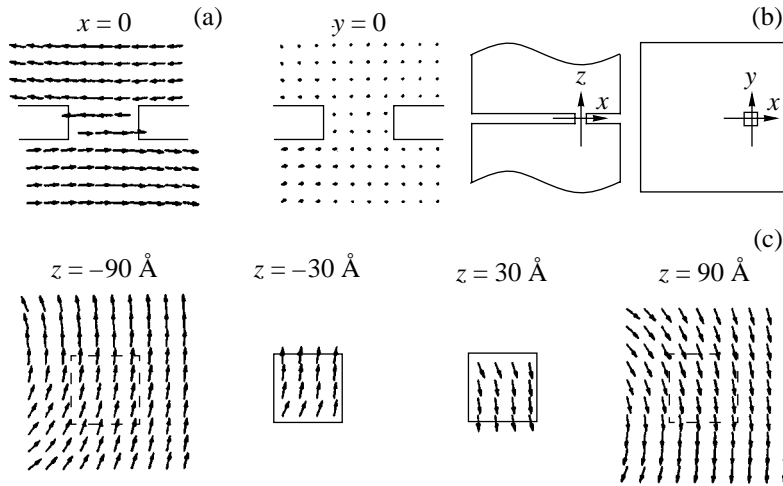 x = 0 (a) y = 0 (b)
z x y x
(c)
z = –90 Å z = –30 Å z = 30 Å z = 90 Å